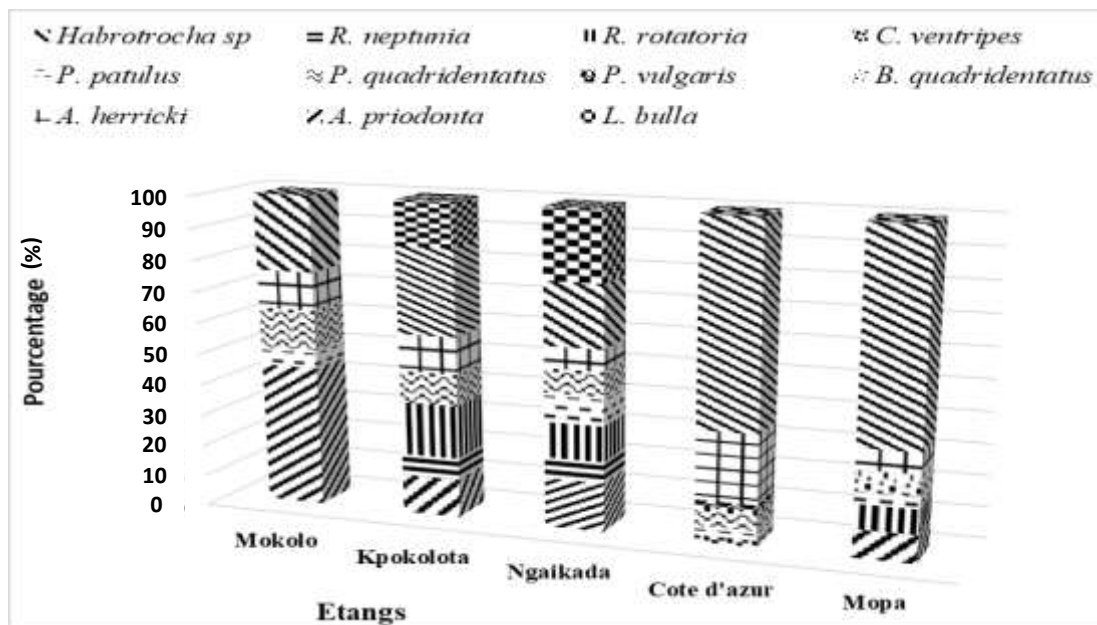 Habrotrocha sp R. neptunia R. rotatoria C. ventripes
P. patulus P. quadridentatus P. vulgaris B. quadridentatus
A. herricki A. priodonta L. bulla
Pourcentage (%)
100
90
80
70
60
50
40
30
20
10
0
Mokolo
Kpokolota
Ngaikada
Cote d'azur
Mopa
Etangs